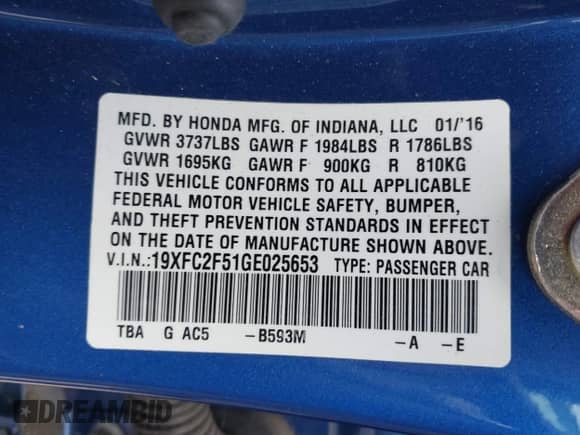 MFD. BY HONDA MFG. OF INDIANA, LLC 01/'16
GVWR 3737LBS GAWR F 1984LBS R 1786LBS
GVWR 1695KG GAWR F 900KG R 810KG
THIS VEHICLE CONFORMS TO ALL APPLICABLE
FEDERAL MOTOR VEHICLE SAFETY, BUMPER,
AND THEFT PREVENTION STANDARDS IN EFFECT
ON THE DATE OF MANUFACTURE SHOWN ABOVE.
V.I.N.:19XFC2F51GE025653 TYPE: PASSENGER CAR
TBA G AC5 -B593M -A -E
DREAMBID